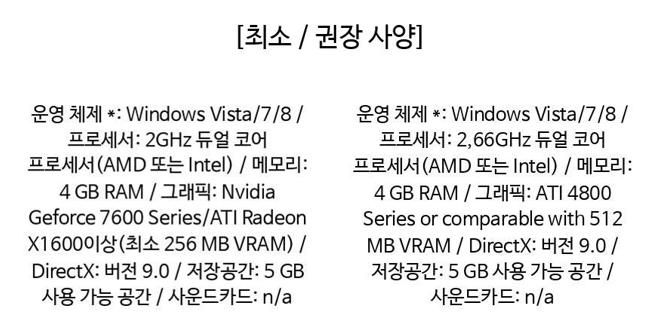 [최소 / 권장 사양]
운영 체제 *: Windows Vista/7/8 /
프로세서: 2GHz 듀얼 코어
프로세서(AMD 또는 Intel) / 메모리:
4 GB RAM / 그래픽: Nvidia
Geforce 7600 Series/ATI Radeon
X1600이상(최소 256 MB VRAM) /
DirectX: 버전 9.0 / 저장공간: 5 GB
사용 가능 공간 / 사운드카드: n/a
운영 체제 *: Windows Vista/7/8 /
프로세서: 2,66GHz 듀얼 코어
프로세서(AMD 또는 Intel) / 메모리:
4 GB RAM / 그래픽: ATI 4800
Series or comparable with 512
MB VRAM / DirectX: 버전 9.0 /
저장공간: 5 GB 사용 가능 공간 /
사운드카드: n/a